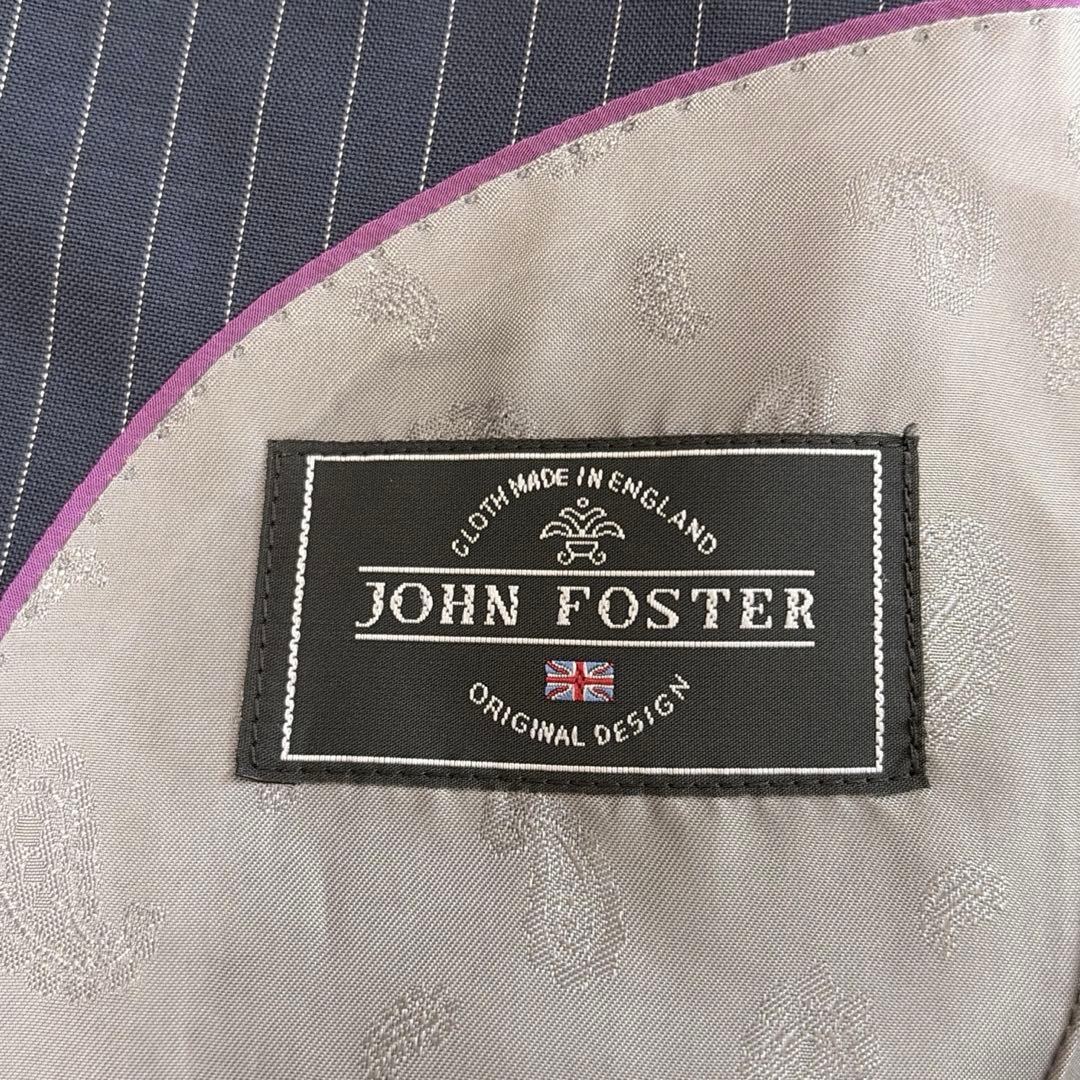 CLOTH MADE IN ENGLAND
JOHN FOSTER
ORIGINAL DESIGN